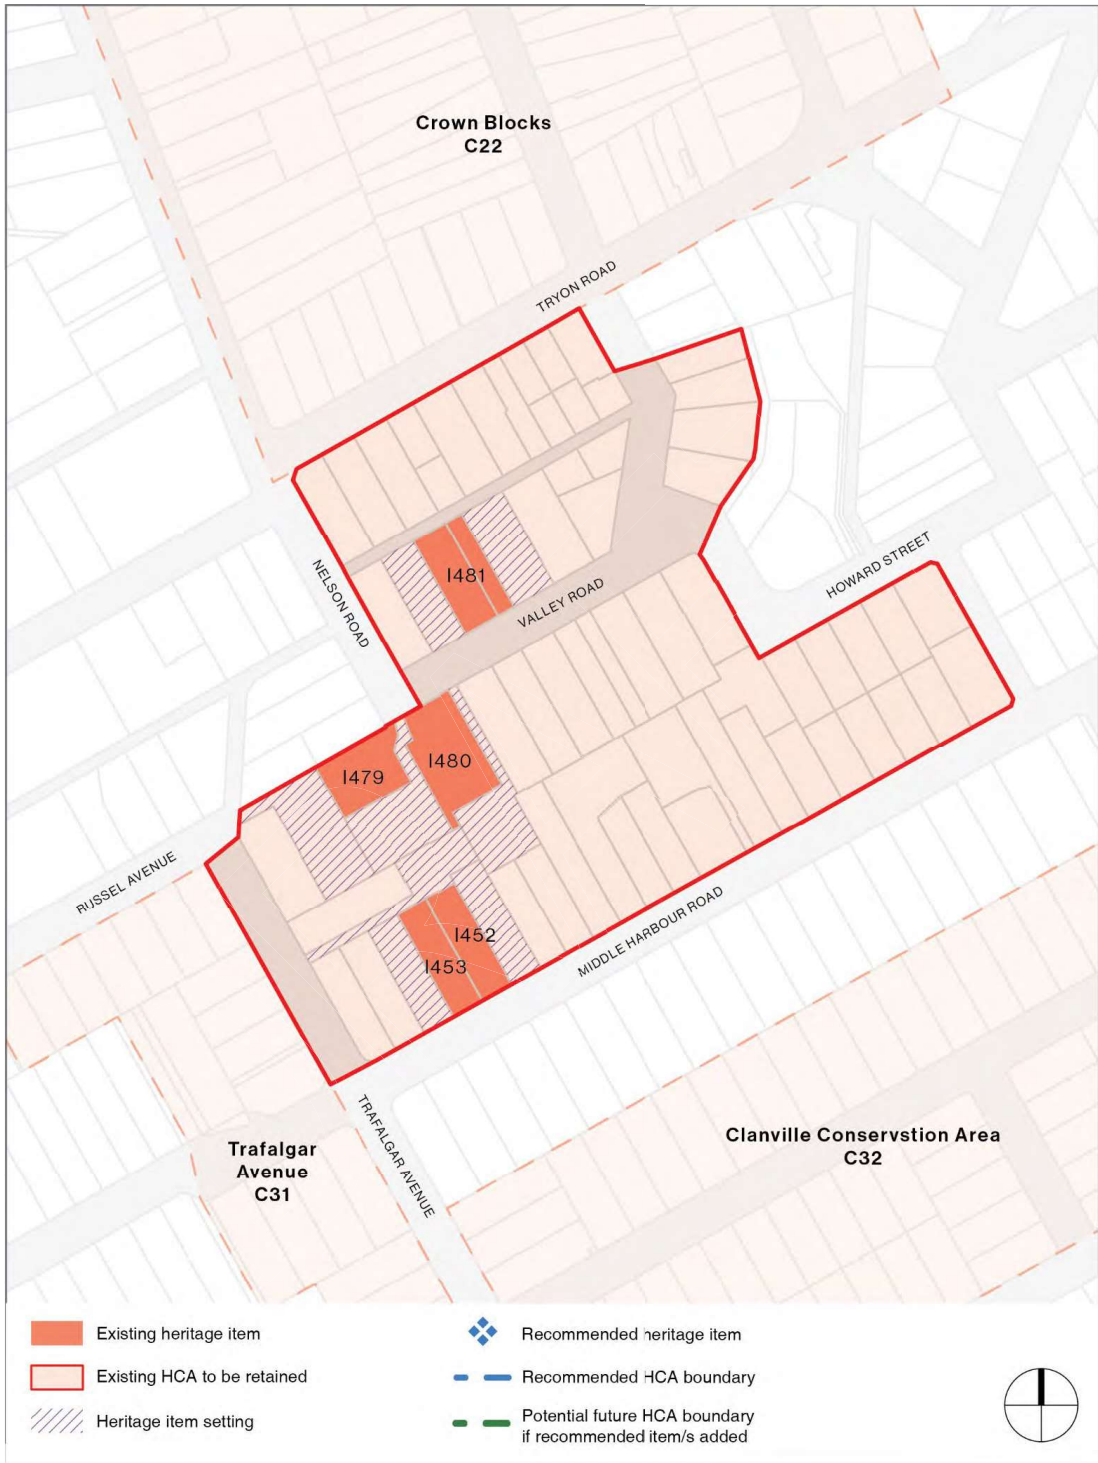 Crown Blocks
C22
TRYON ROAD
HOWARD STREET
NELSON ROAD
I481
VALLEY ROAD
I480
I479
RUSSEL AVENUE
I452
I453
MIDDLE HARBOUR ROAD
TRAFALGAR AVENUE
Trafalgar
Avenue
C31
Clanville Conservstion Area
C32
Existing heritage item
Existing HCA to be retained
Heritage item setting
Recommended heritage item
Recommended HCA boundary
Potential future HCA boundary
if recommended item/s added